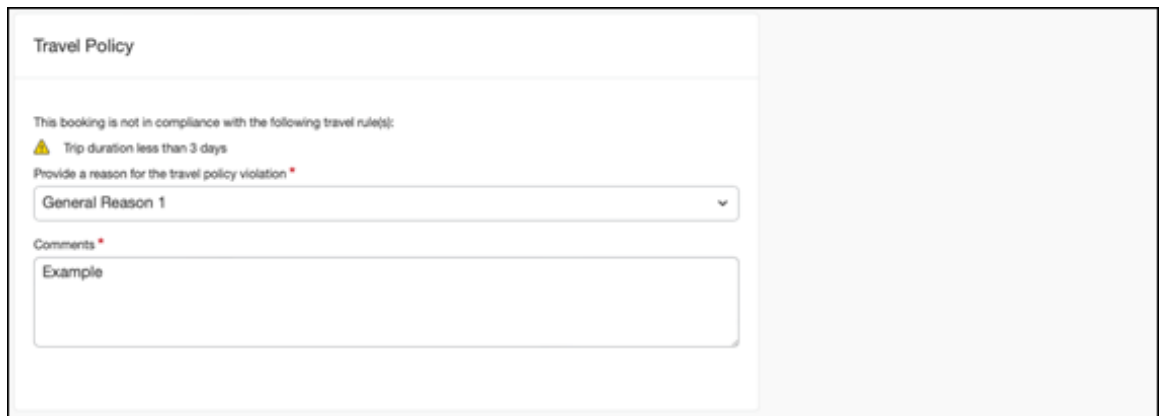 Travel Policy
This booking is not in compliance with the following travel rule(s):
Trip duration less than 3 days
Provide a reason for the travel policy violation *
General Reason 1
Comments *
Example